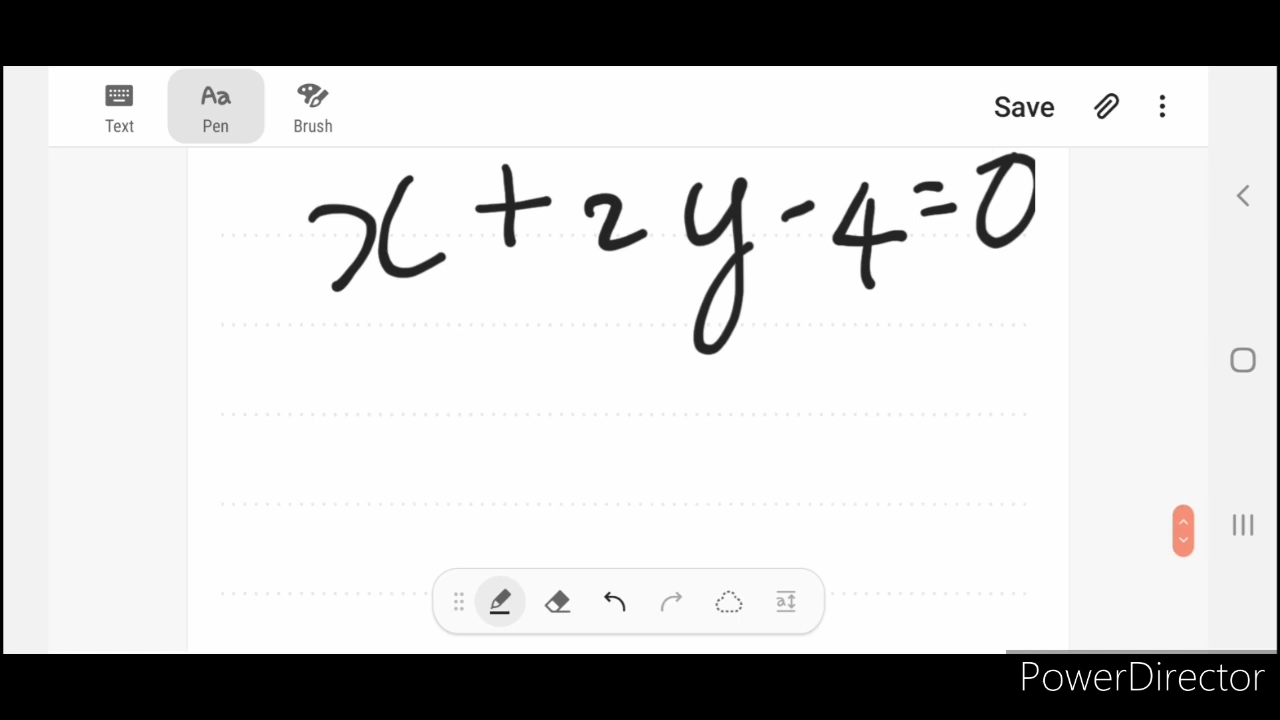 Text
Pen
Brush
Save
x + 2y - 4 = 0
PowerDirector